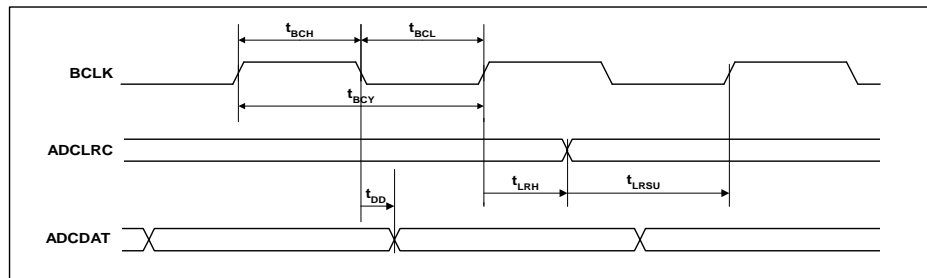 tBCH tBCL
BCLK
tBCY
ADCLRC
tLRH tLRSU
tDD
ADCDAT